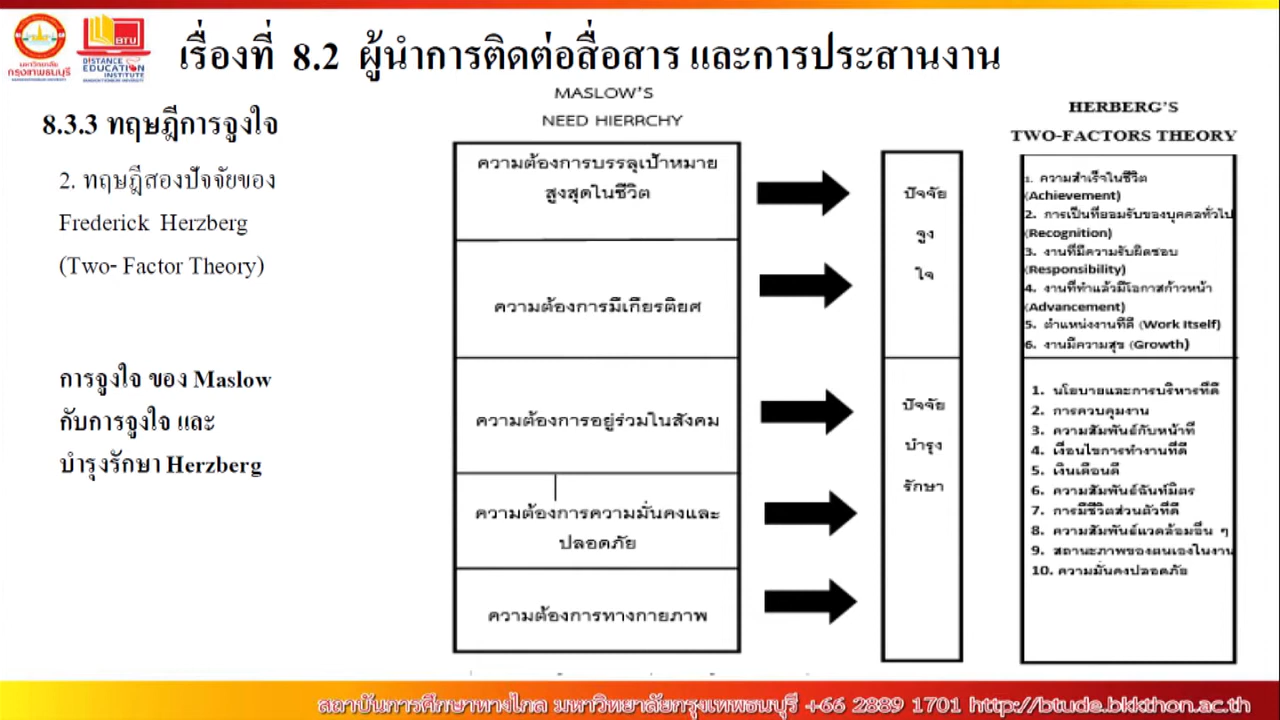 มหาวิทยาลัย
กรุงเทพธนบุรี
BTU
DISTANCE
EDUCATION
INSTITUTE
เรื่องที่ 8.2 ผู้นำการติดต่อสื่อสาร และการประสานงาน
8.3.3 ทฤษฎีการจูงใจ
2. ทฤษฎีสองปัจจัยของ
Frederick Herzberg
(Two- Factor Theory)
การจูงใจ ของ Maslow
กับการจูงใจ และ
บำรุงรักษา Herzberg
MASLOW'S
NEED HIERRCHY
ความต้องการบรรลุเป้าหมาย
สูงสุดในชีวิต
ความต้องการมีเกียรติยศ
ความต้องการอยู่ร่วมในสังคม
ความต้องการความมั่นคงและ
ปลอดภัย
ความต้องการทางกายภาพ
ปัจจัย
จูง
ใจ
ปัจจัย
บำรุง
รักษา
HERBERG'S
TWO-FACTORS THEORY
1. ความสำเร็จในชีวิต
(Achievement)
2. การเป็นที่ยอมรับของบุคคลทั่วไป
(Recognition)
3. งานที่มีความรับผิดชอบ
(Responsibility)
4. งานที่ทำแล้วมีโอกาสก้าวหน้า
(Advancement)
5. ตำแหน่งงานที่ดี (Work Itself)
6. งานมีความสุข (Growth)
1. นโยบายและการบริหารที่ดี
2. การควบคุมงาน
3. ความสัมพันธ์กับหน้าที่
4. เงื่อนไขการทำงานที่ดี
5. เงินเดือนดี
6. ความสัมพันธ์ฉันท์มิตร
7. การมีชีวิตส่วนตัวที่ดี
8. ความสัมพันธ์แวดล้อมอื่น ๆ
9. สถานะภาพของตนเองในงาน
10. ความมั่นคงปลอดภัย
สถาบันการศึกษาทางไกล มหาวิทยาลัยกรุงเทพธนบุรี +66 2889 1701 http://btude.bkkthon.ac.th